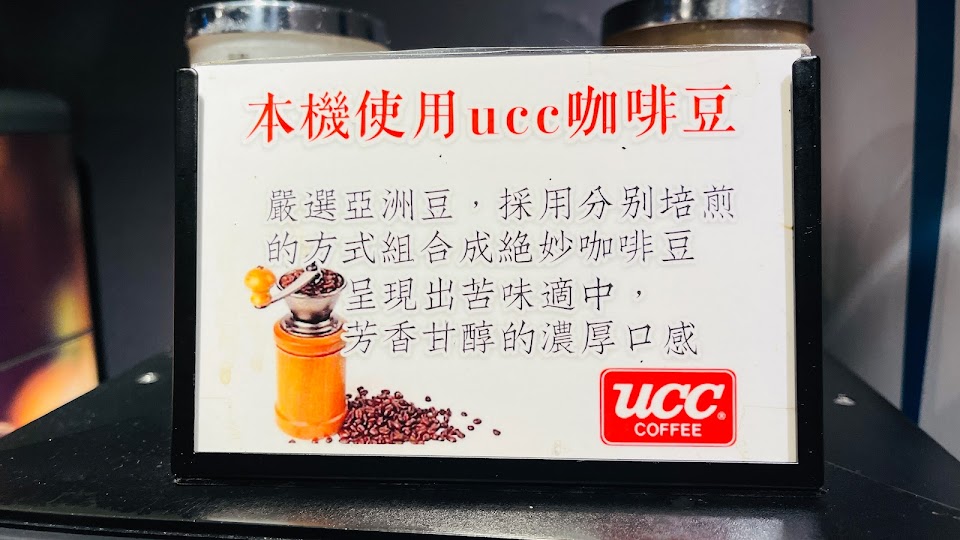 本機使用ucc咖啡豆
嚴選亞洲豆，採用分別培煎
的方式組合成絕妙咖啡豆
呈現出苦味適中，
芳香甘醇的濃厚口感
UCC®
COFFEE